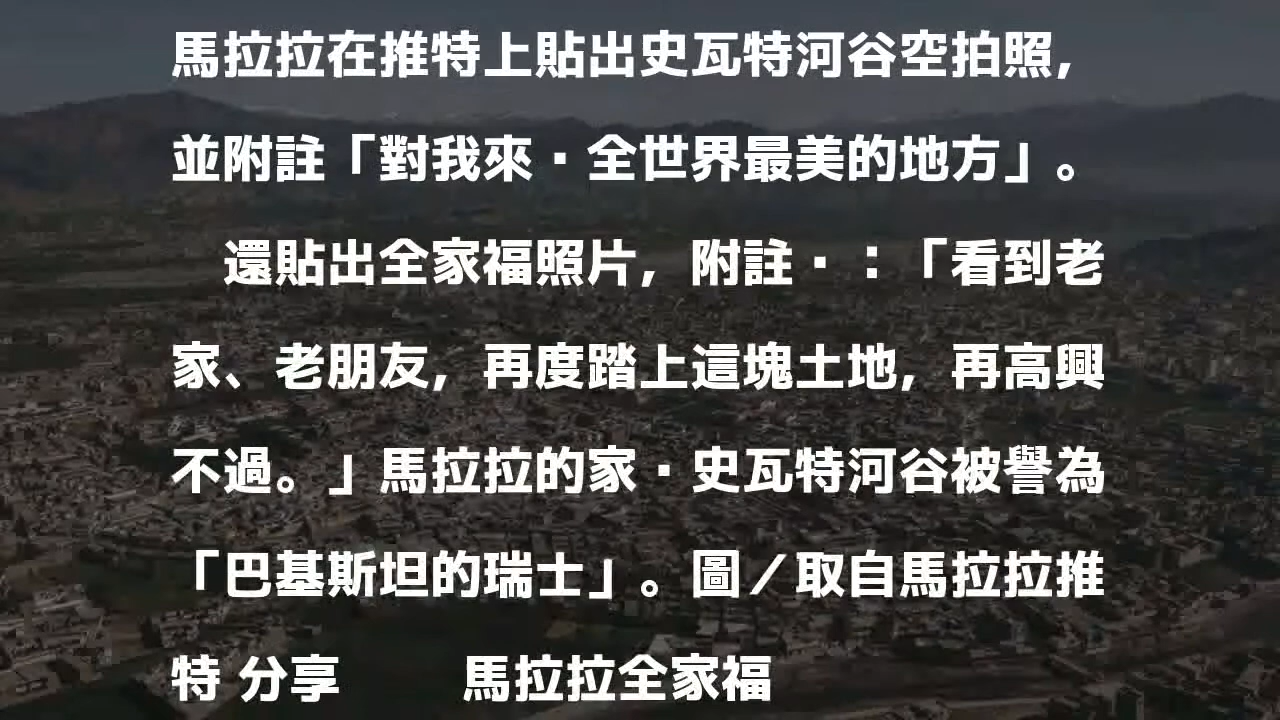 馬拉拉在推特上貼出史瓦特河谷空拍照，
並附註「對我來▪全世界最美的地方」。
還貼出全家福照片，附註▪：「看到老
家、老朋友，再度踏上這塊土地，再高興
不過。」馬拉拉的家▪史瓦特河谷被譽為
「巴基斯坦的瑞士」。圖／取自馬拉拉推
特 分享 馬拉拉全家福